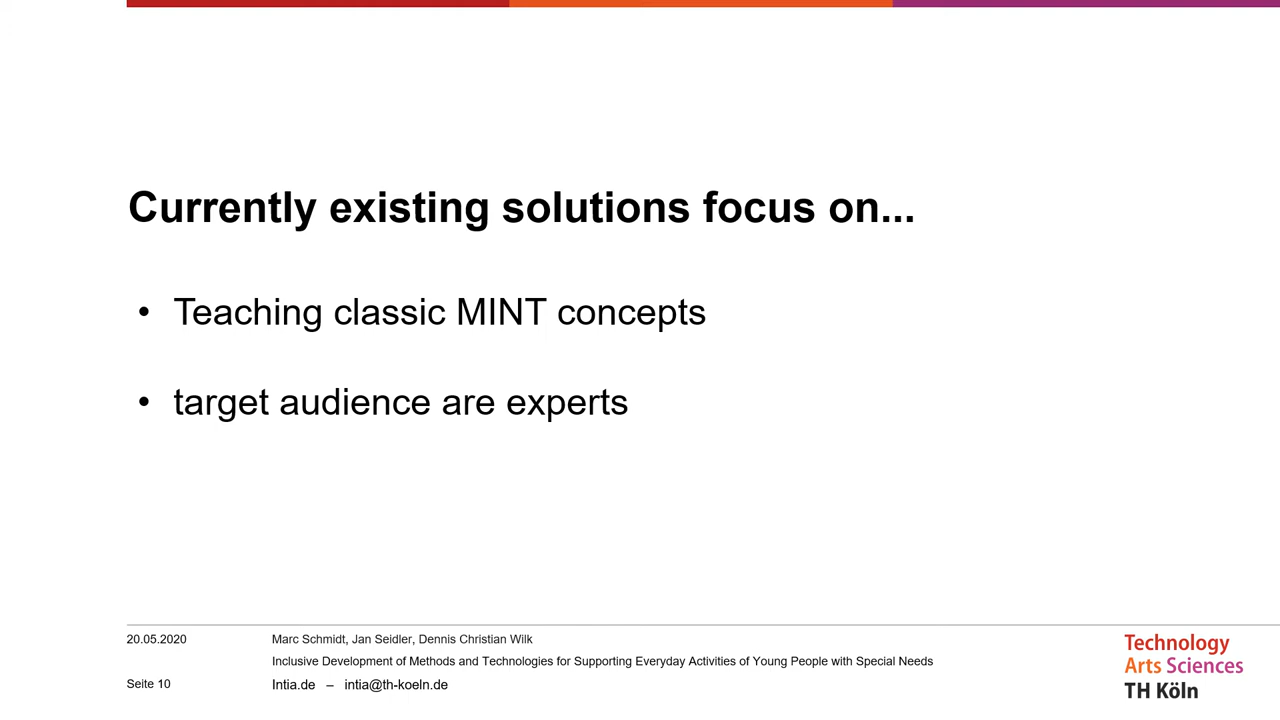 Currently existing solutions focus on...
• Teaching classic MINT concepts
• target audience are experts
20.05.2020
Marc Schmidt, Jan Seidler, Dennis Christian Wilk
Inclusive Development of Methods and Technologies for Supporting Everyday Activities of Young People with Special Needs
Seite 10
Intia.de – intia@th-koeln.de
Technology
Arts Sciences
TH Köln